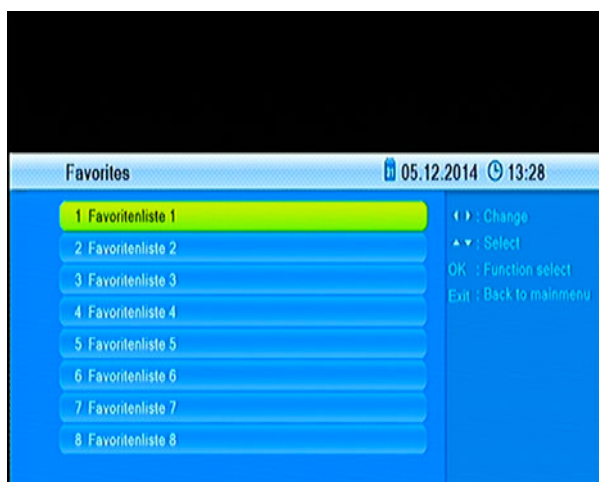 Favorites 05.12.2014 13:28
1 Favoritenliste 1
2 Favoritenliste 2
3 Favoritenliste 3
4 Favoritenliste 4
5 Favoritenliste 5
6 Favoritenliste 6
7 Favoritenliste 7
8 Favoritenliste 8
: Change
: Select
OK : Function select
Exit : Back to mainmenu